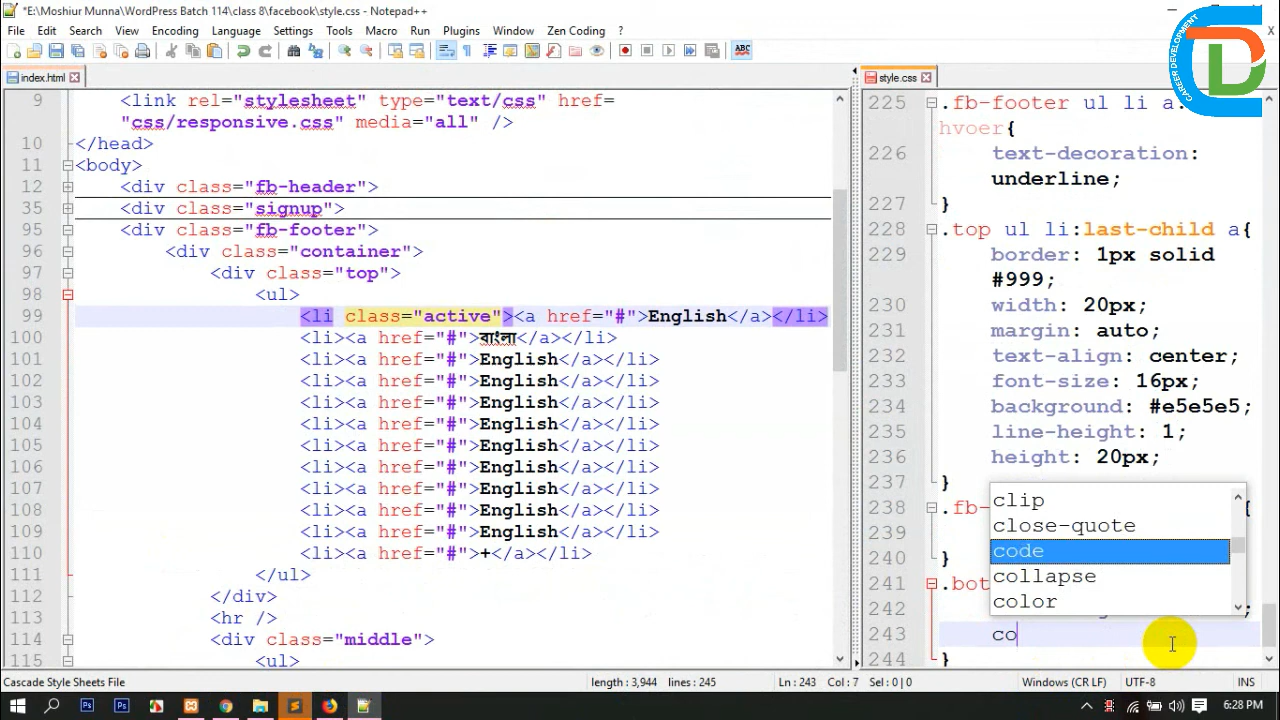 *E:\Moshiur Munna\WordPress Batch 114\class 8\facebook\style.css - Notepad++
File Edit Search View Encoding Language Settings Tools Macro Run Plugins Window Zen Coding
ABC
CAREER DEVELOPMENT
index.html
9 <link rel="stylesheet" type="text/css" href=
"css/responsive.css" media="all" />
10 </head>
11 <body>
12 <div class="fb-header">
35 <div class="signup">
95 <div class="fb-footer">
96 <div class="container">
97 <div class="top">
98 <ul>
99 <li class="active"><a href="#">English</a></li>
100 <li><a href="#">বাংলা</a></li>
101 <li><a href="#">English</a></li>
102 <li><a href="#">English</a></li>
103 <li><a href="#">English</a></li>
104 <li><a href="#">English</a></li>
105 <li><a href="#">English</a></li>
106 <li><a href="#">English</a></li>
107 <li><a href="#">English</a></li>
108 <li><a href="#">English</a></li>
109 <li><a href="#">English</a></li>
110 <li><a href="#">+</a></li>
111 </ul>
112 </div>
113 <hr />
114 <div class="middle">
115 <ul>
style.css
225 .fb-footer ul li a:
hvoer{
226 text-decoration:
underline;
227 }
228 .top ul li:last-child a{
229 border: 1px solid
#999;
230 width: 20px;
231 margin: auto;
232 text-align: center;
233 font-size: 16px;
234 background: #e5e5e5;
235 line-height: 1;
236 height: 20px;
237 }
238 .fb- {
239
240 }
241 .bot
242 ;
243 co
244 }
clip
close-quote
code
collapse
color
Cascade Style Sheets File length : 3,944 lines : 245 Ln : 243 Col : 7 Sel : 0 | 0 Windows (CR LF) UTF-8 INS
6:28 PM